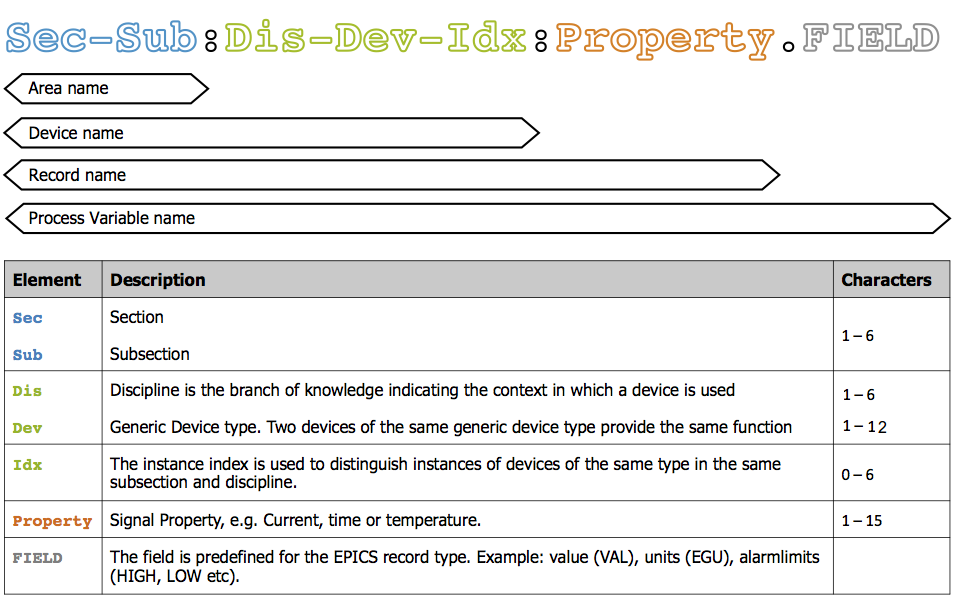 Sec-Sub:Dis-Dev-Idx:Property.FIELD
Area name
Device name
Record name
Process Variable name
Element Description Characters
Sec Section
1 – 6
Sub Subsection
Dis Discipline is the branch of knowledge indicating the context in which a device is used 1 – 6
Dev Generic Device type. Two devices of the same generic device type provide the same function 1 – 12
Idx The instance index is used to distinguish instances of devices of the same type in the same
subsection and discipline. 0 – 6
Property Signal Property, e.g. Current, time or temperature. 1 – 15
FIELD The field is predefined for the EPICS record type. Example: value (VAL), units (EGU), alarmlimits
(HIGH, LOW etc).